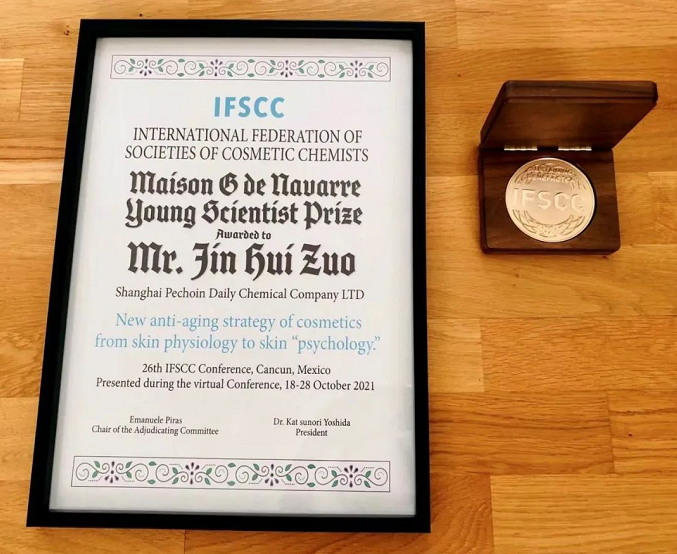 IFSCC
INTERNATIONAL FEDERATION OF
SOCIETIES OF COSMETIC CHEMISTS
Maison G de Navarre
Young Scientist Prize
Awarded to
Mr. Jin Hui Zuo
Shanghai Pechoin Daily Chemical Company LTD
New anti-aging strategy of cosmetics
from skin physiology to skin “psychology.”
26th IFSCC Conference, Cancun, Mexico
Presented during the virtual Conference, 18-28 October 2021
Emanuele Piras
Chair of the Adjudicating Committee
Dr. Kat sunori Yoshida
President
IFSCC